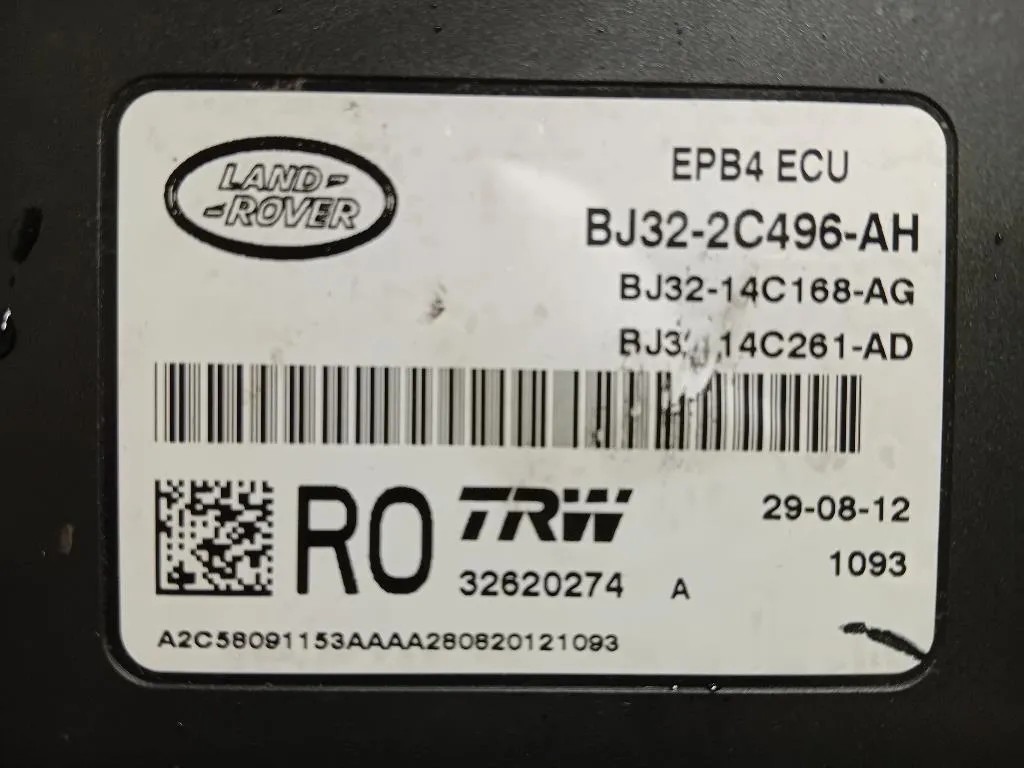 LAND-
-ROVER
EPB4 ECU
BJ32-2C496-AH
BJ32-14C168-AG
14C261-AD
RO
TRW
32620274 A
29-08-12
1093
A2C58091153AAAA280820121093